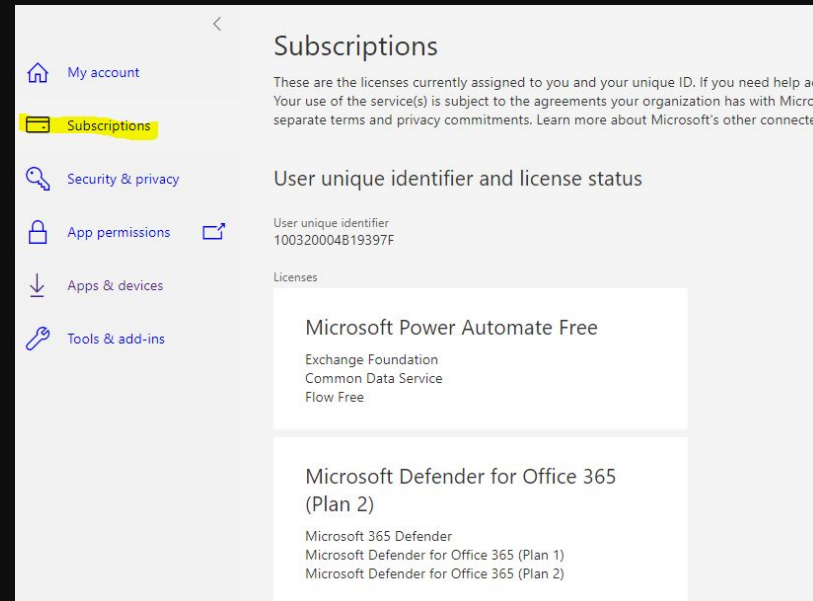 My account
Subscriptions
Security & privacy
App permissions
Apps & devices
Tools & add-ins
Subscriptions
These are the licenses currently assigned to you and your unique ID. If you need help
Your use of the service(s) is subject to the agreements your organization has with
separate terms and privacy commitments. Learn more about Microsoft's other
User unique identifier and license status
User unique identifier
100320004B19397F
Licenses
Microsoft Power Automate Free
Exchange Foundation
Common Data Service
Flow Free
Microsoft Defender for Office 365
(Plan 2)
Microsoft 365 Defender
Microsoft Defender for Office 365 (Plan 1)
Microsoft Defender for Office 365 (Plan 2)